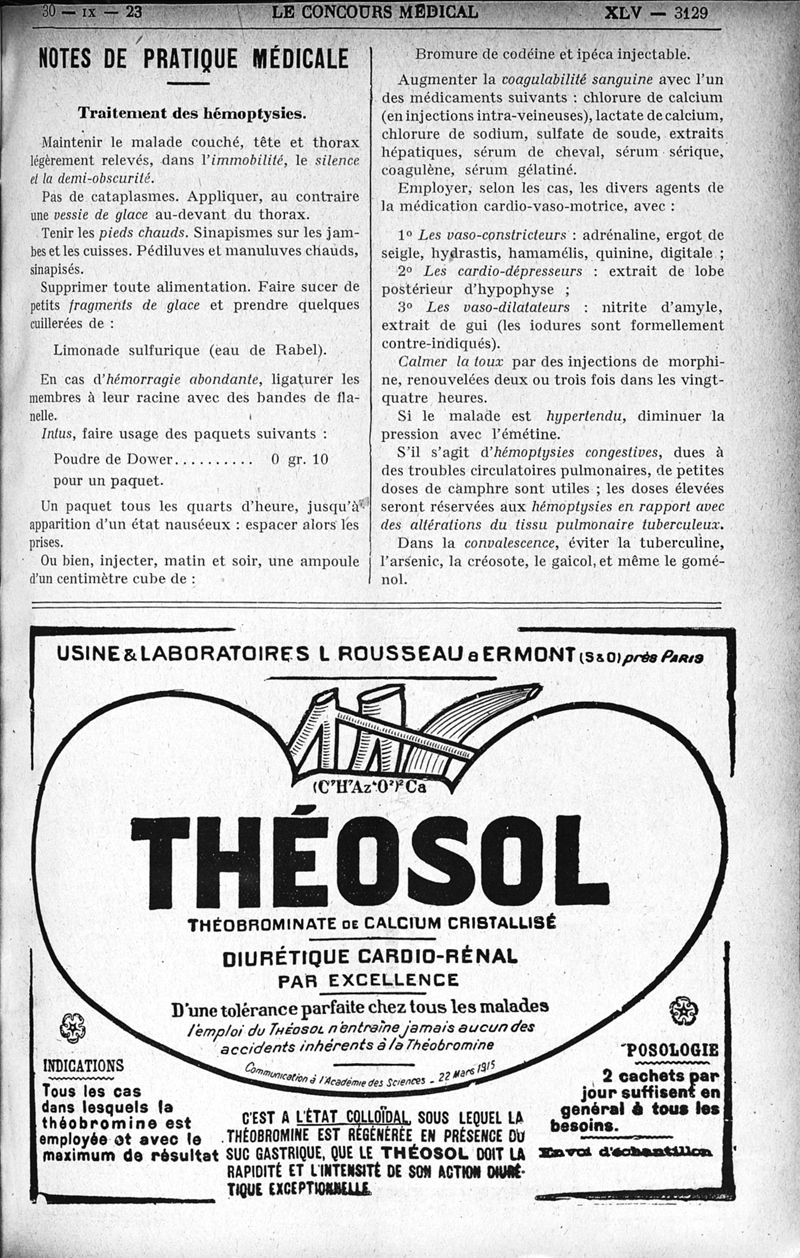 30 — IX — 23
LE CONCOURS MÉDICAL
XLV — 3129
NOTES DE PRATIQUE MÉDICALE
Traitement des hémoptysies.
Maintenir le malade couché, tête et thorax
légèrement relevés, dans l'immobilité, le silence
et la demi-obscurité.
Pas de cataplasmes. Appliquer, au contraire
une vessie de glace au-devant du thorax.
Tenir les pieds chauds. Sinapismes sur les jam-
bes et les cuisses. Pédiluves et manuluves chauds,
sinapisés.
Supprimer toute alimentation. Faire sucer de
petits fragments de glace et prendre quelques
cuillerées de :
Limonade sulfurique (eau de Rabel).
En cas d'hémorragie abondante, ligaturer les
membres à leur racine avec des bandes de fla-
nelle.
Intus, faire usage des paquets suivants :
Poudre de Dower.......... 0 gr. 10
pour un paquet.
Un paquet tous les quarts d'heure, jusqu'à
apparition d'un état nauséeux : espacer alors les
prises.
Ou bien, injecter, matin et soir, une ampoule
d'un centimètre cube de :
Bromure de codéine et ipéca injectable.
Augmenter la coagulabilité sanguine avec l'un
des médicaments suivants : chlorure de calcium
(en injections intra-veineuses), lactate de calcium,
chlorure de sodium, sulfate de soude, extraits
hépatiques, sérum de cheval, sérum sérique,
coagulène, sérum gélatiné.
Employer, selon les cas, les divers agents de
la médication cardio-vaso-motrice, avec :
1º Les vaso-constricteurs : adrénaline, ergot de
seigle, hydrastis, hamamélis, quinine, digitale ;
2º Les cardio-dépresseurs : extrait de lobe
postérieur d'hypophyse ;
3º Les vaso-dilatateurs : nitrite d'amyle,
extrait de gui (les iodures sont formellement
contre-indiqués).
Calmer la toux par des injections de morphi-
ne, renouvelées deux ou trois fois dans les vingt-
quatre heures.
Si le malade est hypertendu, diminuer la
pression avec l'émétine.
S'il s'agit d'hémoptysies congestives, dues à
des troubles circulatoires pulmonaires, de petites
doses de camphre sont utiles ; les doses élevées
seront réservées aux hémoptysies en rapport avec
des altérations du tissu pulmonaire tuberculeux.
Dans la convalescence, éviter la tuberculine,
l'arsenic, la créosote, le gaicol, et même le gomé-
nol.
USINE & LABORATOIRES L ROUSSEAU a ERMONT (S&O) près PARIS
(C⁷H⁷Az⁴O²)²Ca
THÉOSOL
THÉOBROMINATE DE CALCIUM CRISTALLISÉ
DIURÉTIQUE CARDIO-RÉNAL
PAR EXCELLENCE
D'une tolérance parfaite chez tous les malades
l'emploi du THÉOSOL n'entraîne jamais aucun des
accidents inhérents à la Théobromine
Communication à l'Académie des Sciences - 22 Mars 1915
INDICATIONS
Tous les cas
dans lesquels la
théobromine est
employée et avec le
maximum de résultat
C'EST A L'ÉTAT COLLOÏDAL, SOUS LEQUEL LA
THÉOBROMINE EST RÉGÉNÉRÉE EN PRÉSENCE DU
SUC GASTRIQUE, QUE LE THÉOSOL DOIT LA
RAPIDITÉ ET L'INTENSITÉ DE SON ACTION DIURÉ-
TIQUE EXCEPTIONNELLE.
POSOLOGIE
2 cachets par
jour suffisent en
général à tous les
besoins.
Envoi d'échantillon